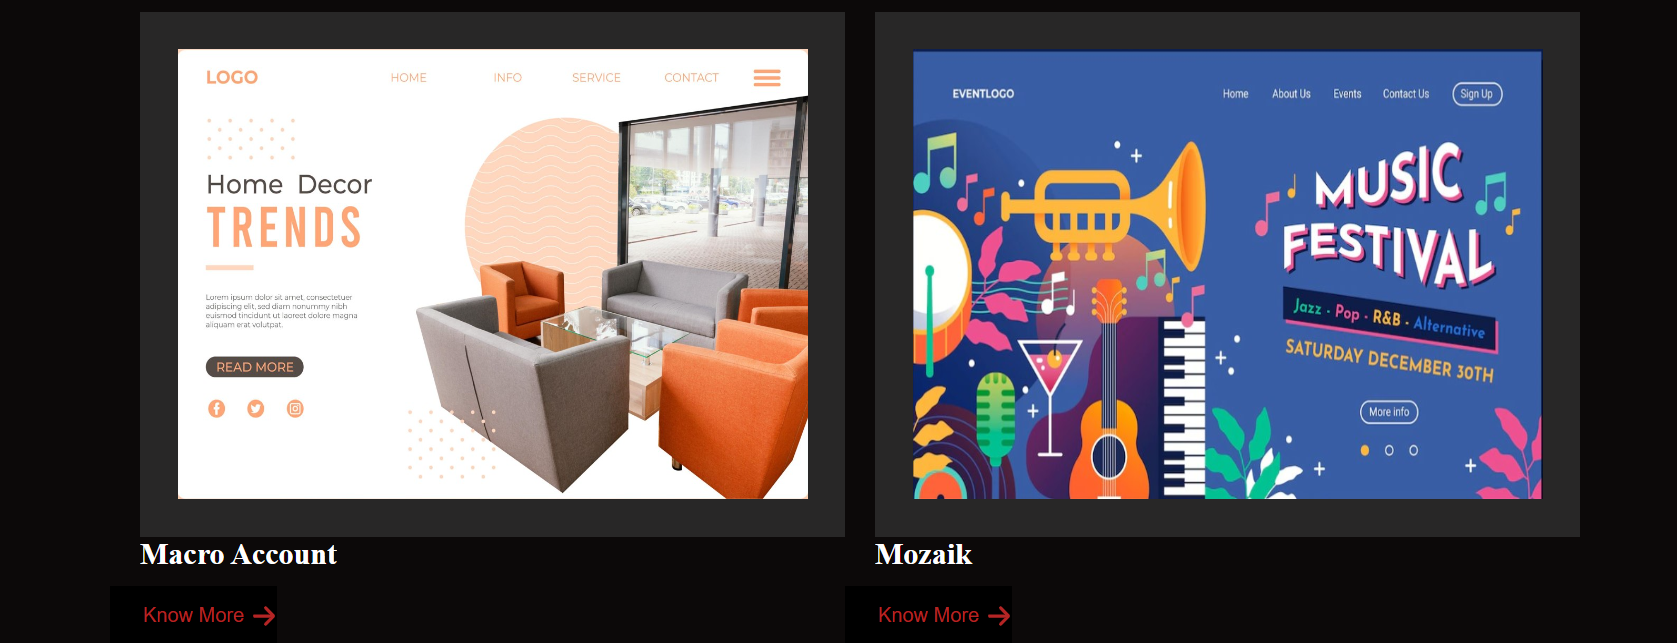 LOGO
HOME INFO SERVICE CONTACT
Home Decor
TRENDS
Lorem ipsum dolor sit amet, consectetuer
adipiscing elit, sed diam nonummy nibh
euismod tincidunt ut laoreet dolore magna
aliquam erat volutpat.
READ MORE
Macro Account
Know More
EVENTLOGO
Home About Us Events Contact Us Sign Up
MUSIC
FESTIVAL
Jazz - Pop - R&B - Alternative
SATURDAY DECEMBER 30TH
More info
Mozaik
Know More